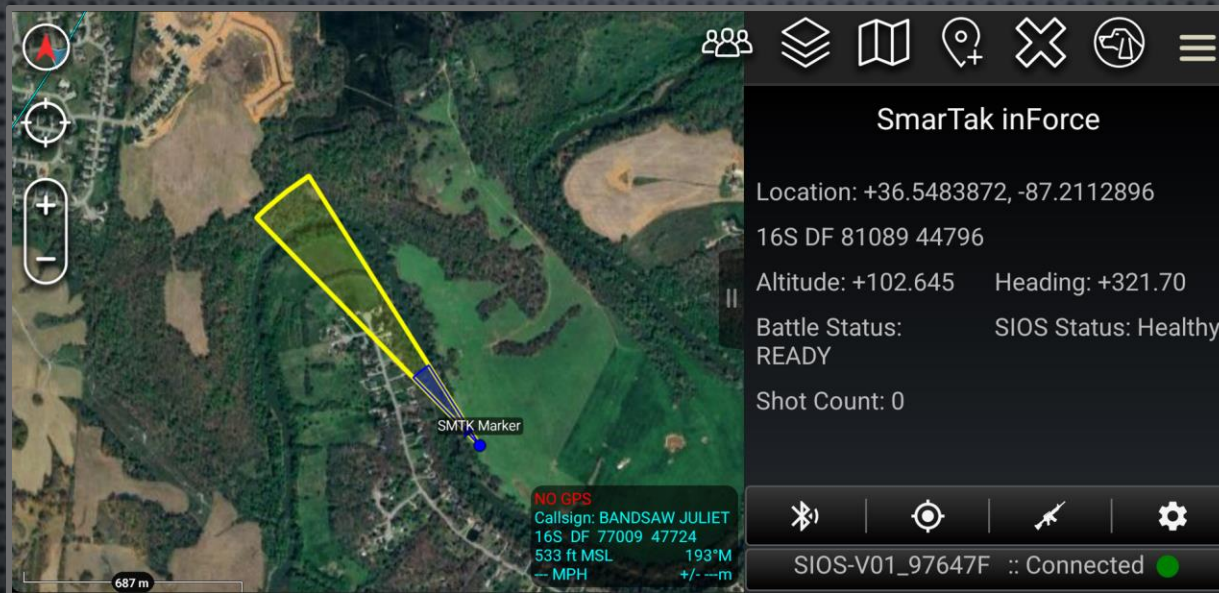 SmarTak inForce
Location: +36.5483872, -87.2112896
16S DF 81089 44796
Altitude: +102.645 Heading: +321.70
Battle Status: READY SIOS Status: Healthy
Shot Count: 0
SMTK Marker
NO GPS
Callsign: BANDSAW JULIET
16S DF 77009 47724
533 ft MSL 193°M
--- MPH +/- ---m
687 m
SIOS-V01_97647F :: Connected